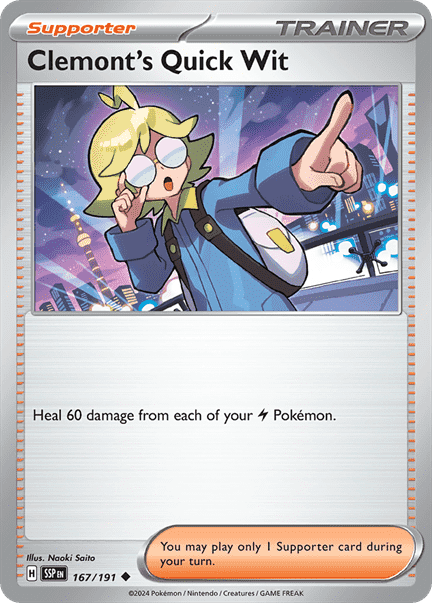 Supporter
TRAINER
Clemont's Quick Wit
Heal 60 damage from each of your Pokémon.
You may play only 1 Supporter card during
your turn.
Illus. Naoki Saito
H SSP EN 167/191
©2024 Pokémon / Nintendo / Creatures / GAME FREAK